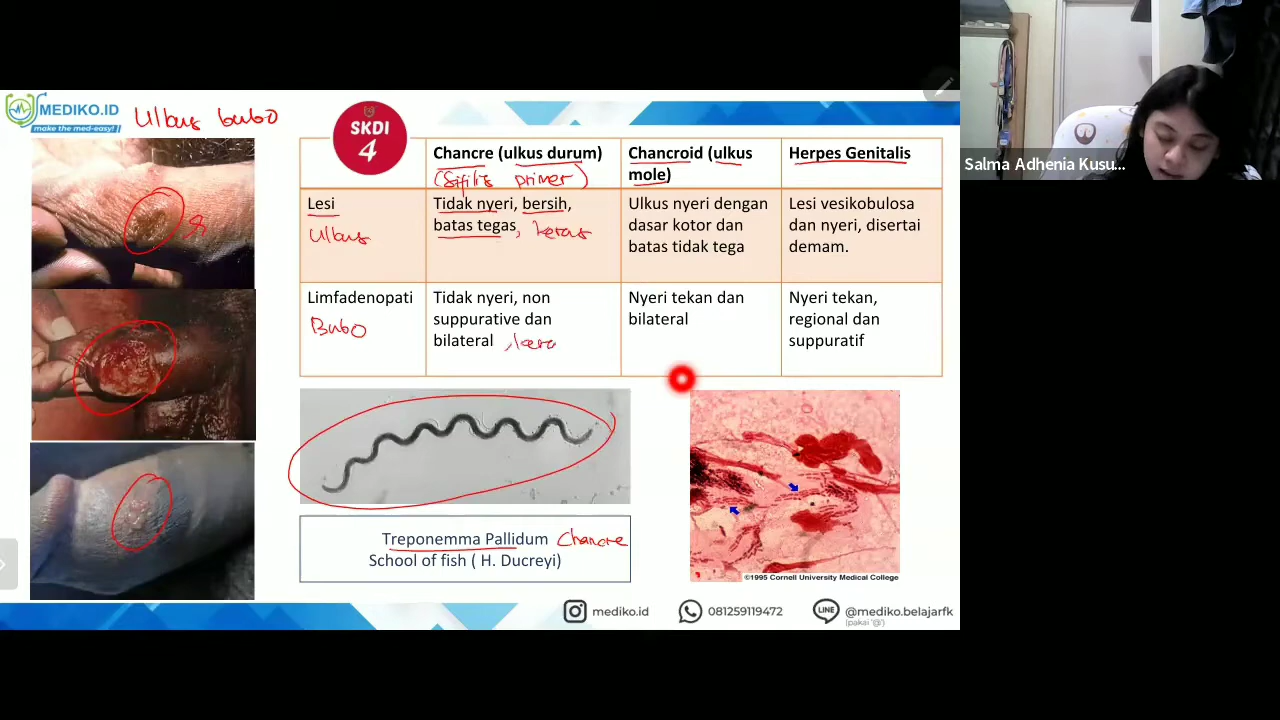 MEDIKO.ID
make the med-easy!
Ulkus bubo
SKDI
4
Chancre (ulkus durum)
(Sifilis primer)
Chancroid (ulkus
mole)
Herpes Genitalis
Lesi
Ulkus
Tidak nyeri, bersih,
batas tegas, keras
Ulkus nyeri dengan
dasar kotor dan
batas tidak tega
Lesi vesikobulosa
dan nyeri, disertai
demam.
Limfadenopati
Bubo
Tidak nyeri, non
suppurative dan
bilateral
Nyeri tekan dan
bilateral
Nyeri tekan,
regional dan
suppuratif
Treponemma Pallidum Chancre
School of fish ( H. Ducreyi)
©1995 Cornell University Medical College
mediko.id
081259119472
LINE
@mediko.belajarfk
(pakai '@')
Salma Adhenia Kusu...